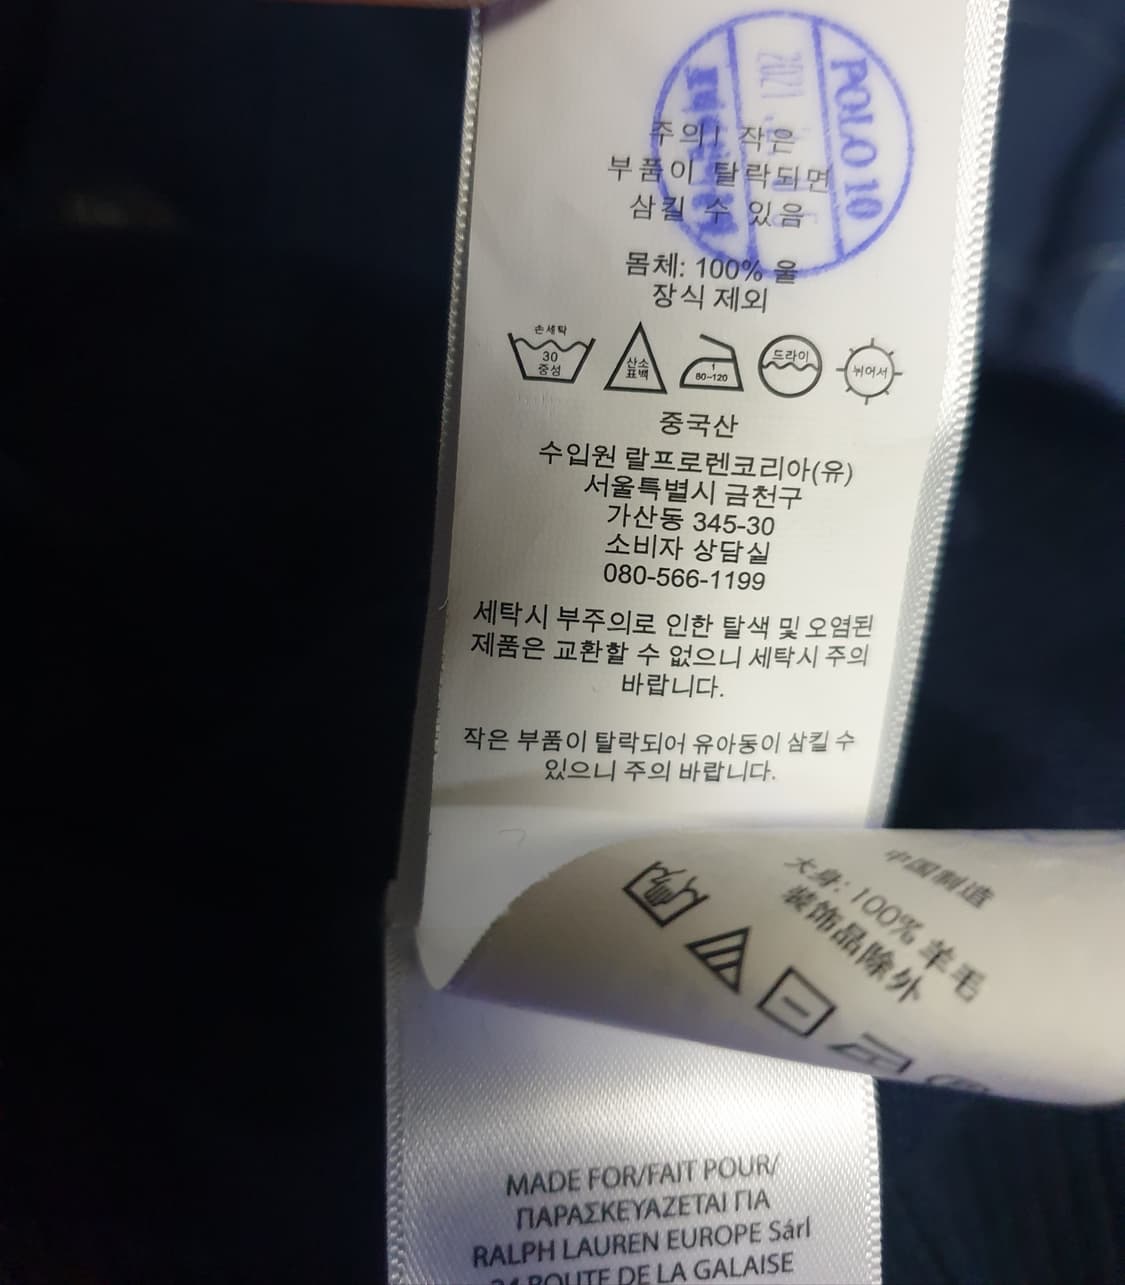 POLO 10
2021
주의! 작은
부품이 탈락되면
삼킬 수 있음
몸체: 100% 울
장식 제외
손세탁
30
중성
산소
표백
1
80~120
드라이
뉘어서
중국산
수입원 랄프로렌코리아(유)
서울특별시 금천구
가산동 345-30
소비자 상담실
080-566-1199
세탁시 부주의로 인한 탈색 및 오염된
제품은 교환할 수 없으니 세탁시 주의
바랍니다.
작은 부품이 탈락되어 유아동이 삼킬 수
있으니 주의 바랍니다.
中国制造
大身: 100% 羊毛
装饰品除外
MADE FOR/FAIT POUR/
ΠΑΡΑΣΚΕΥΑΖΕΤΑΙ ΓΙΑ
RALPH LAUREN EUROPE Sárl
24 ROUTE DE LA GALAISE